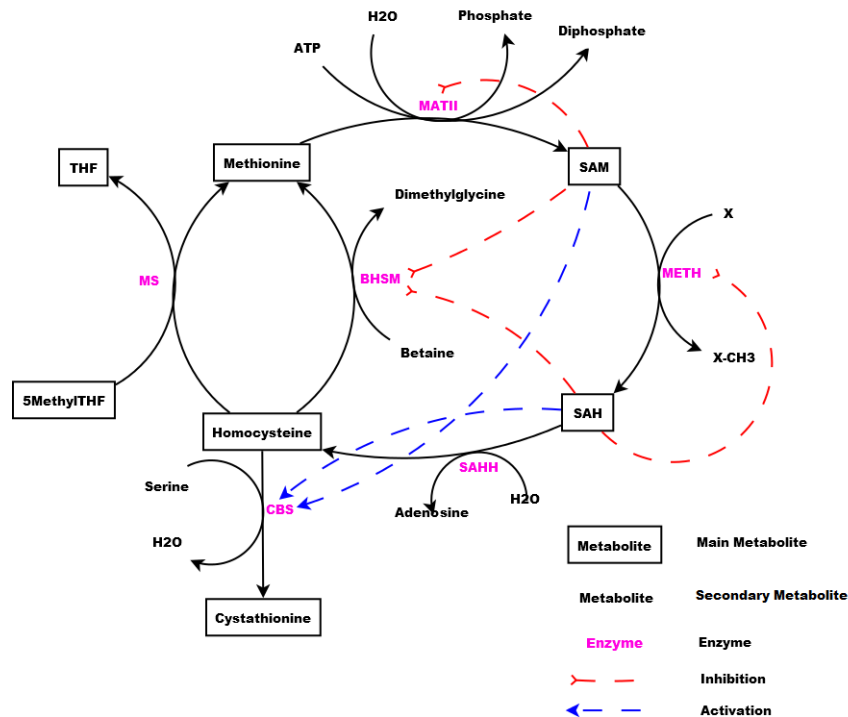 H2O
Phosphate
Diphosphate
ATP
MATII
Methionine
SAM
THF
Dimethylglycine
X
MS
BHSM
METH
Betaine
X-CH3
5MethylTHF
SAH
Homocysteine
SAHH
Serine
H2O
CBS
Adenosine
H2O
Metabolite
Main Metabolite
Metabolite
Secondary Metabolite
Cystathionine
Enzyme
Enzyme
Inhibition
Activation